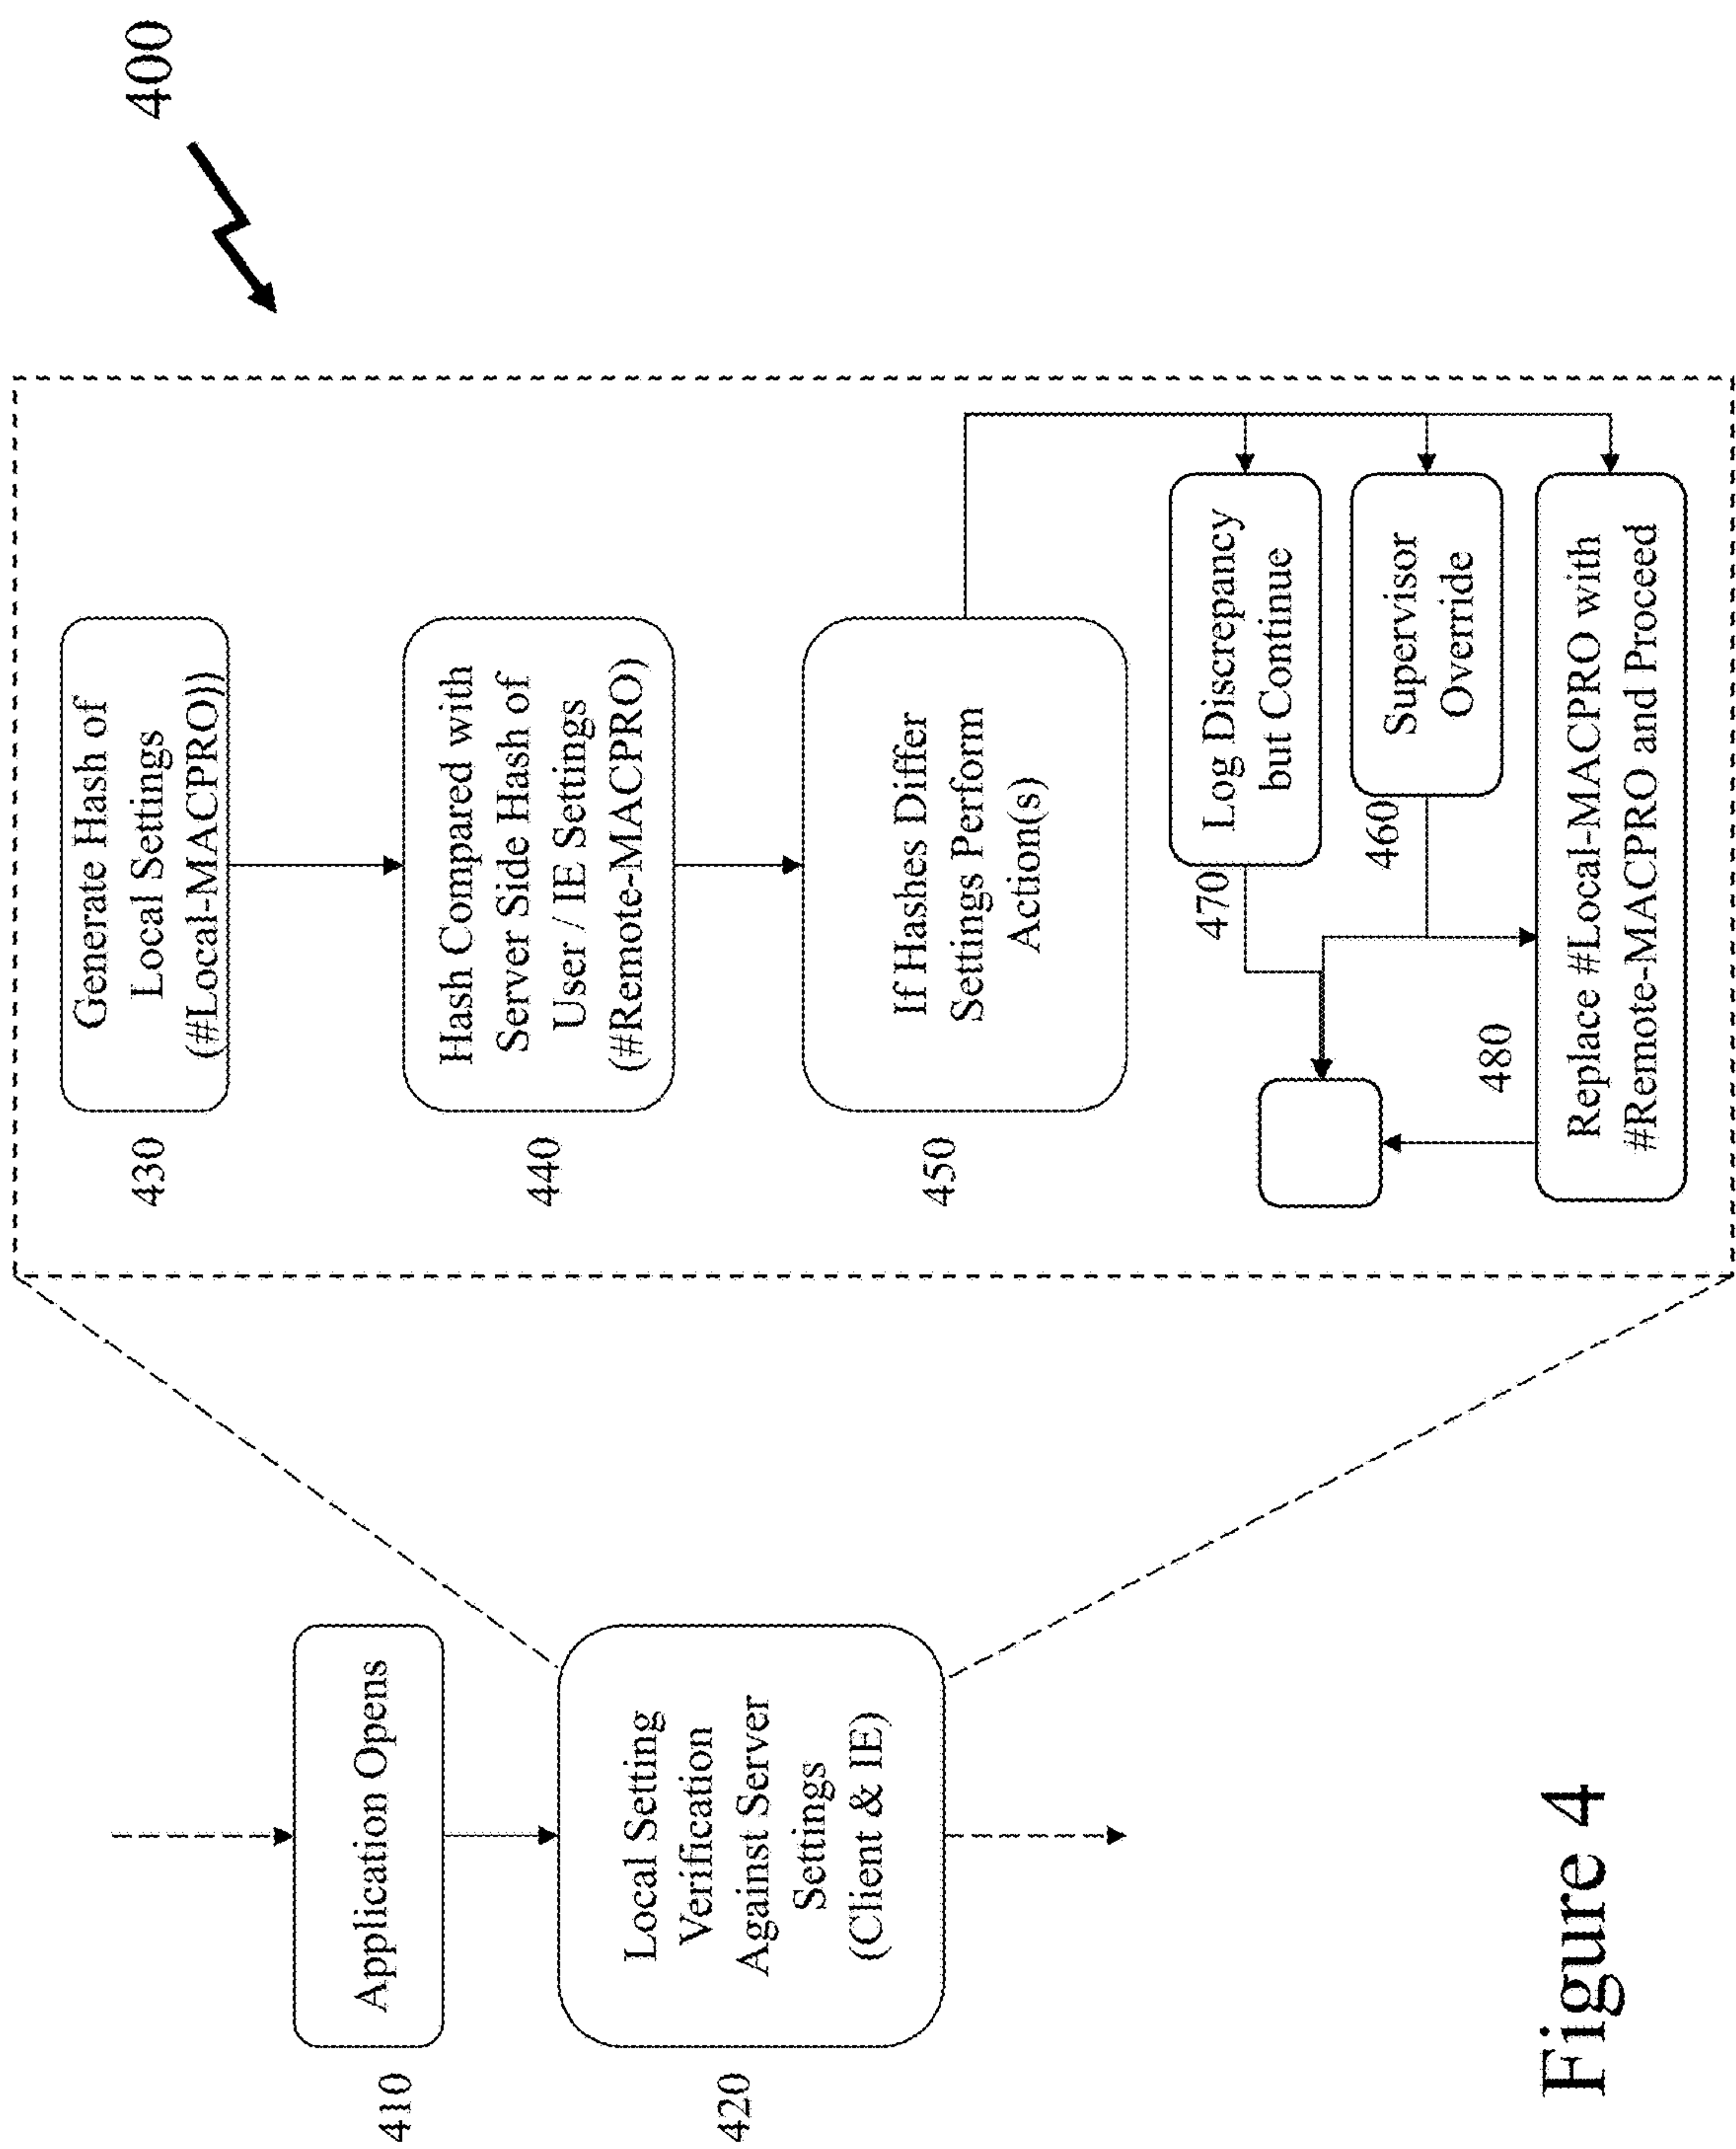 400
410
Application Opens
420
Local Setting
Verification
Against Server
Settings
(Client & IE)
430
Generate Hash of
Local Settings
(#Local-MACPRO))
440
Hash Compared with
Server Side Hash of
User / IE Settings
(#Remote-MACPRO)
450
If Hashes Differ
Settings Perform
Action(s)
470
Log Discrepancy
but Continue
460
Supervisor
Override
480
Replace #Local-MACPRO with
#Remote-MACPRO and Proceed
Figure 4